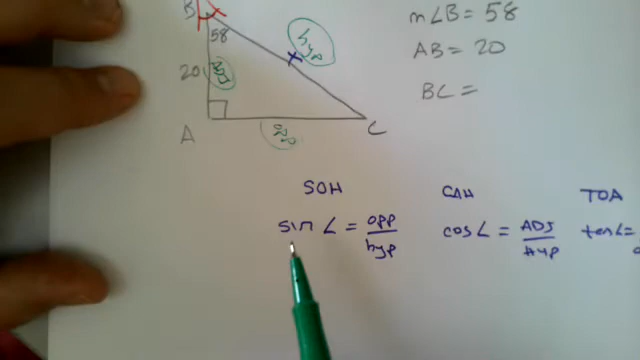 B
58
hyp
m∠B = 58
AB = 20
BC =
20
adj
A
opp
C
SOH
CAH
TOA
sin ∠ = opp / hyp
cos ∠ = ADJ / Hyp
tan ∠ =